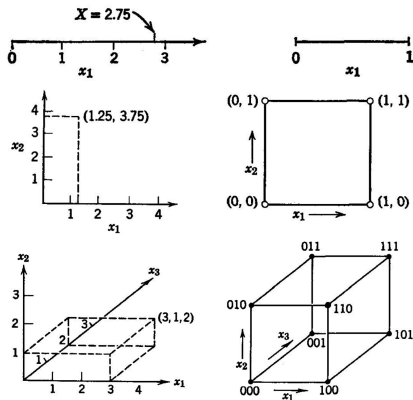 X = 2.75
0 1 2 3
x₁
0 1
x₁
4
3
2
1
x₂
(1.25, 3.75)
1 2 3 4
x₁
(0, 1) (1, 1)
x₂
(0, 0) (1, 0)
x₁
x₂
x₃
3
2
1
3
2
1
(3, 1, 2)
0 1 2 3 4
x₁
011 111
010 110
x₃
001 101
x₂
000 100
x₁